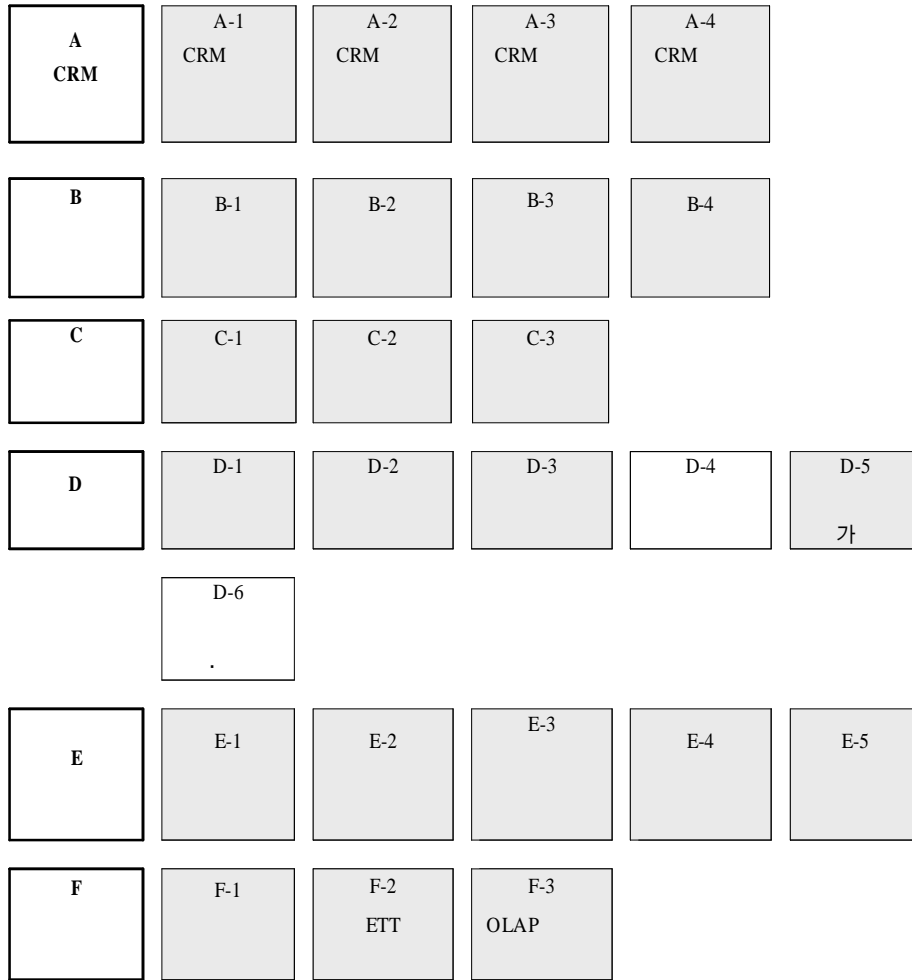 A
CRM
A-1
CRM
A-2
CRM
A-3
CRM
A-4
CRM
B
B-1
B-2
B-3
B-4
C
C-1
C-2
C-3
D
D-1
D-2
D-3
D-4
D-5
가
D-6
.
E
E-1
E-2
E-3
E-4
E-5
F
F-1
F-2
ETT
F-3
OLAP